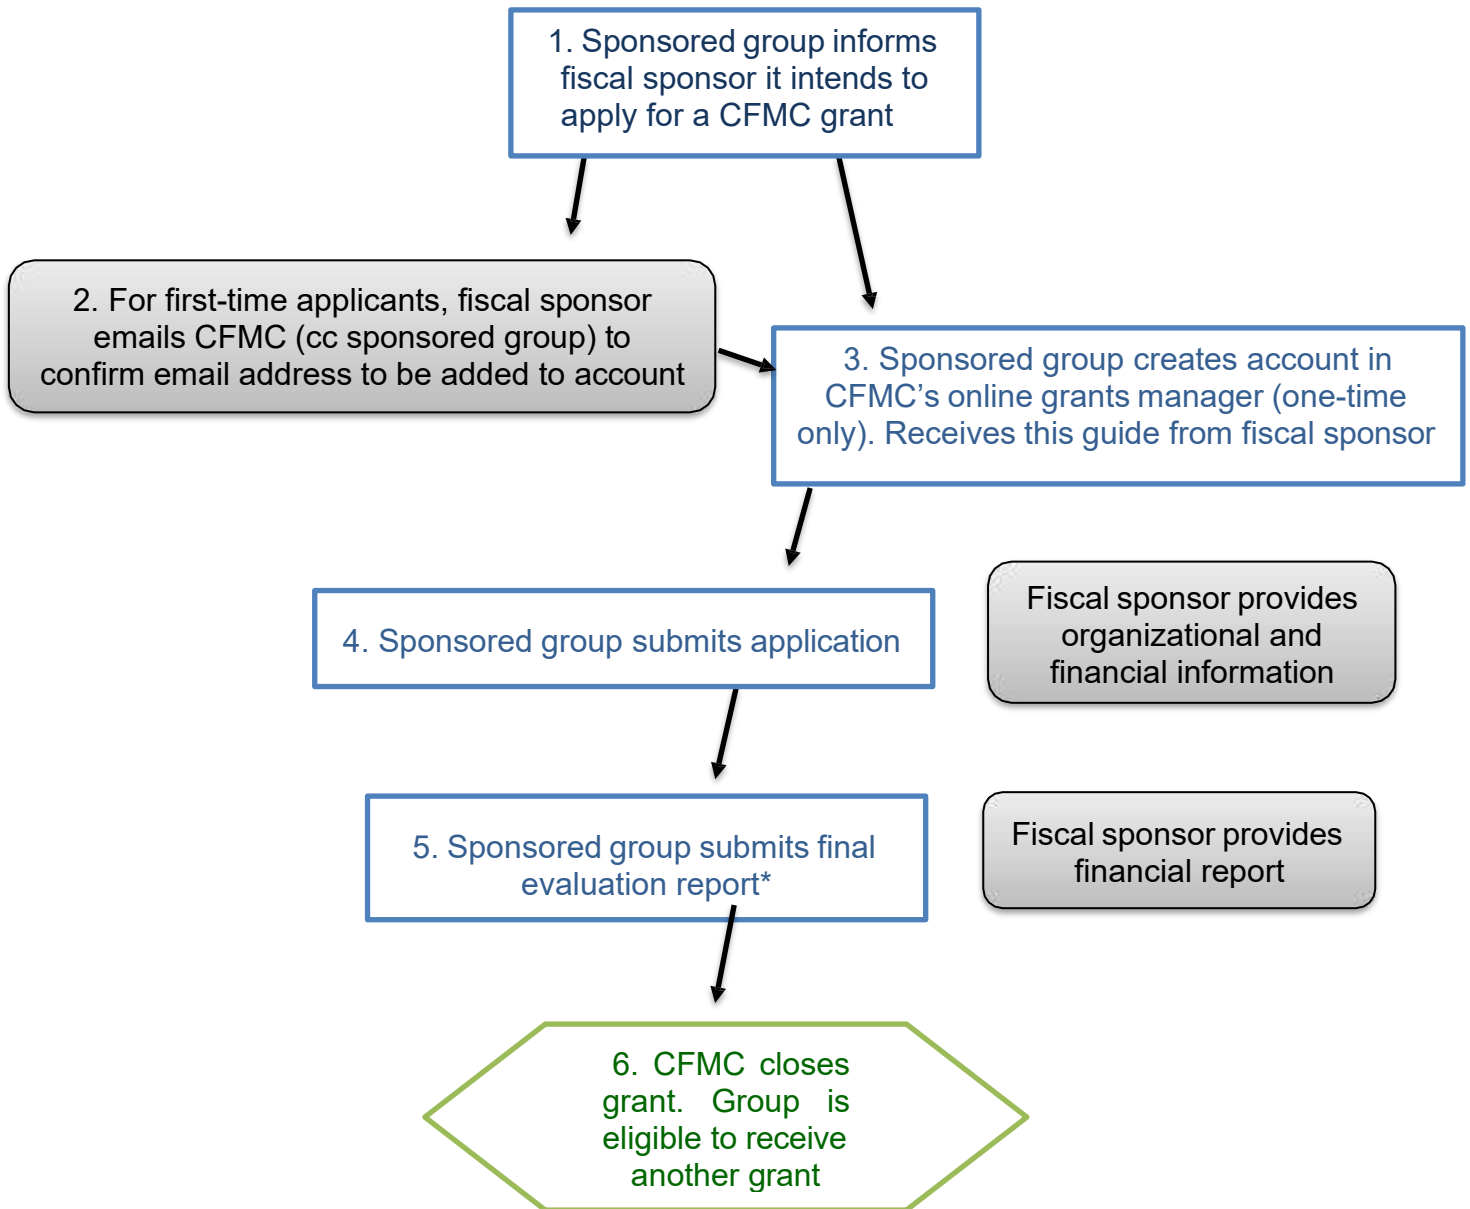 1. Sponsored group informs
fiscal sponsor it intends to
apply for a CFMC grant
2. For first-time applicants, fiscal sponsor
emails CFMC (cc sponsored group) to
confirm email address to be added to account
3. Sponsored group creates account in
CFMC’s online grants manager (one-time
only). Receives this guide from fiscal sponsor
4. Sponsored group submits application
Fiscal sponsor provides
organizational and
financial information
5. Sponsored group submits final
evaluation report*
Fiscal sponsor provides
financial report
6. CFMC closes
grant. Group is
eligible to receive
another grant